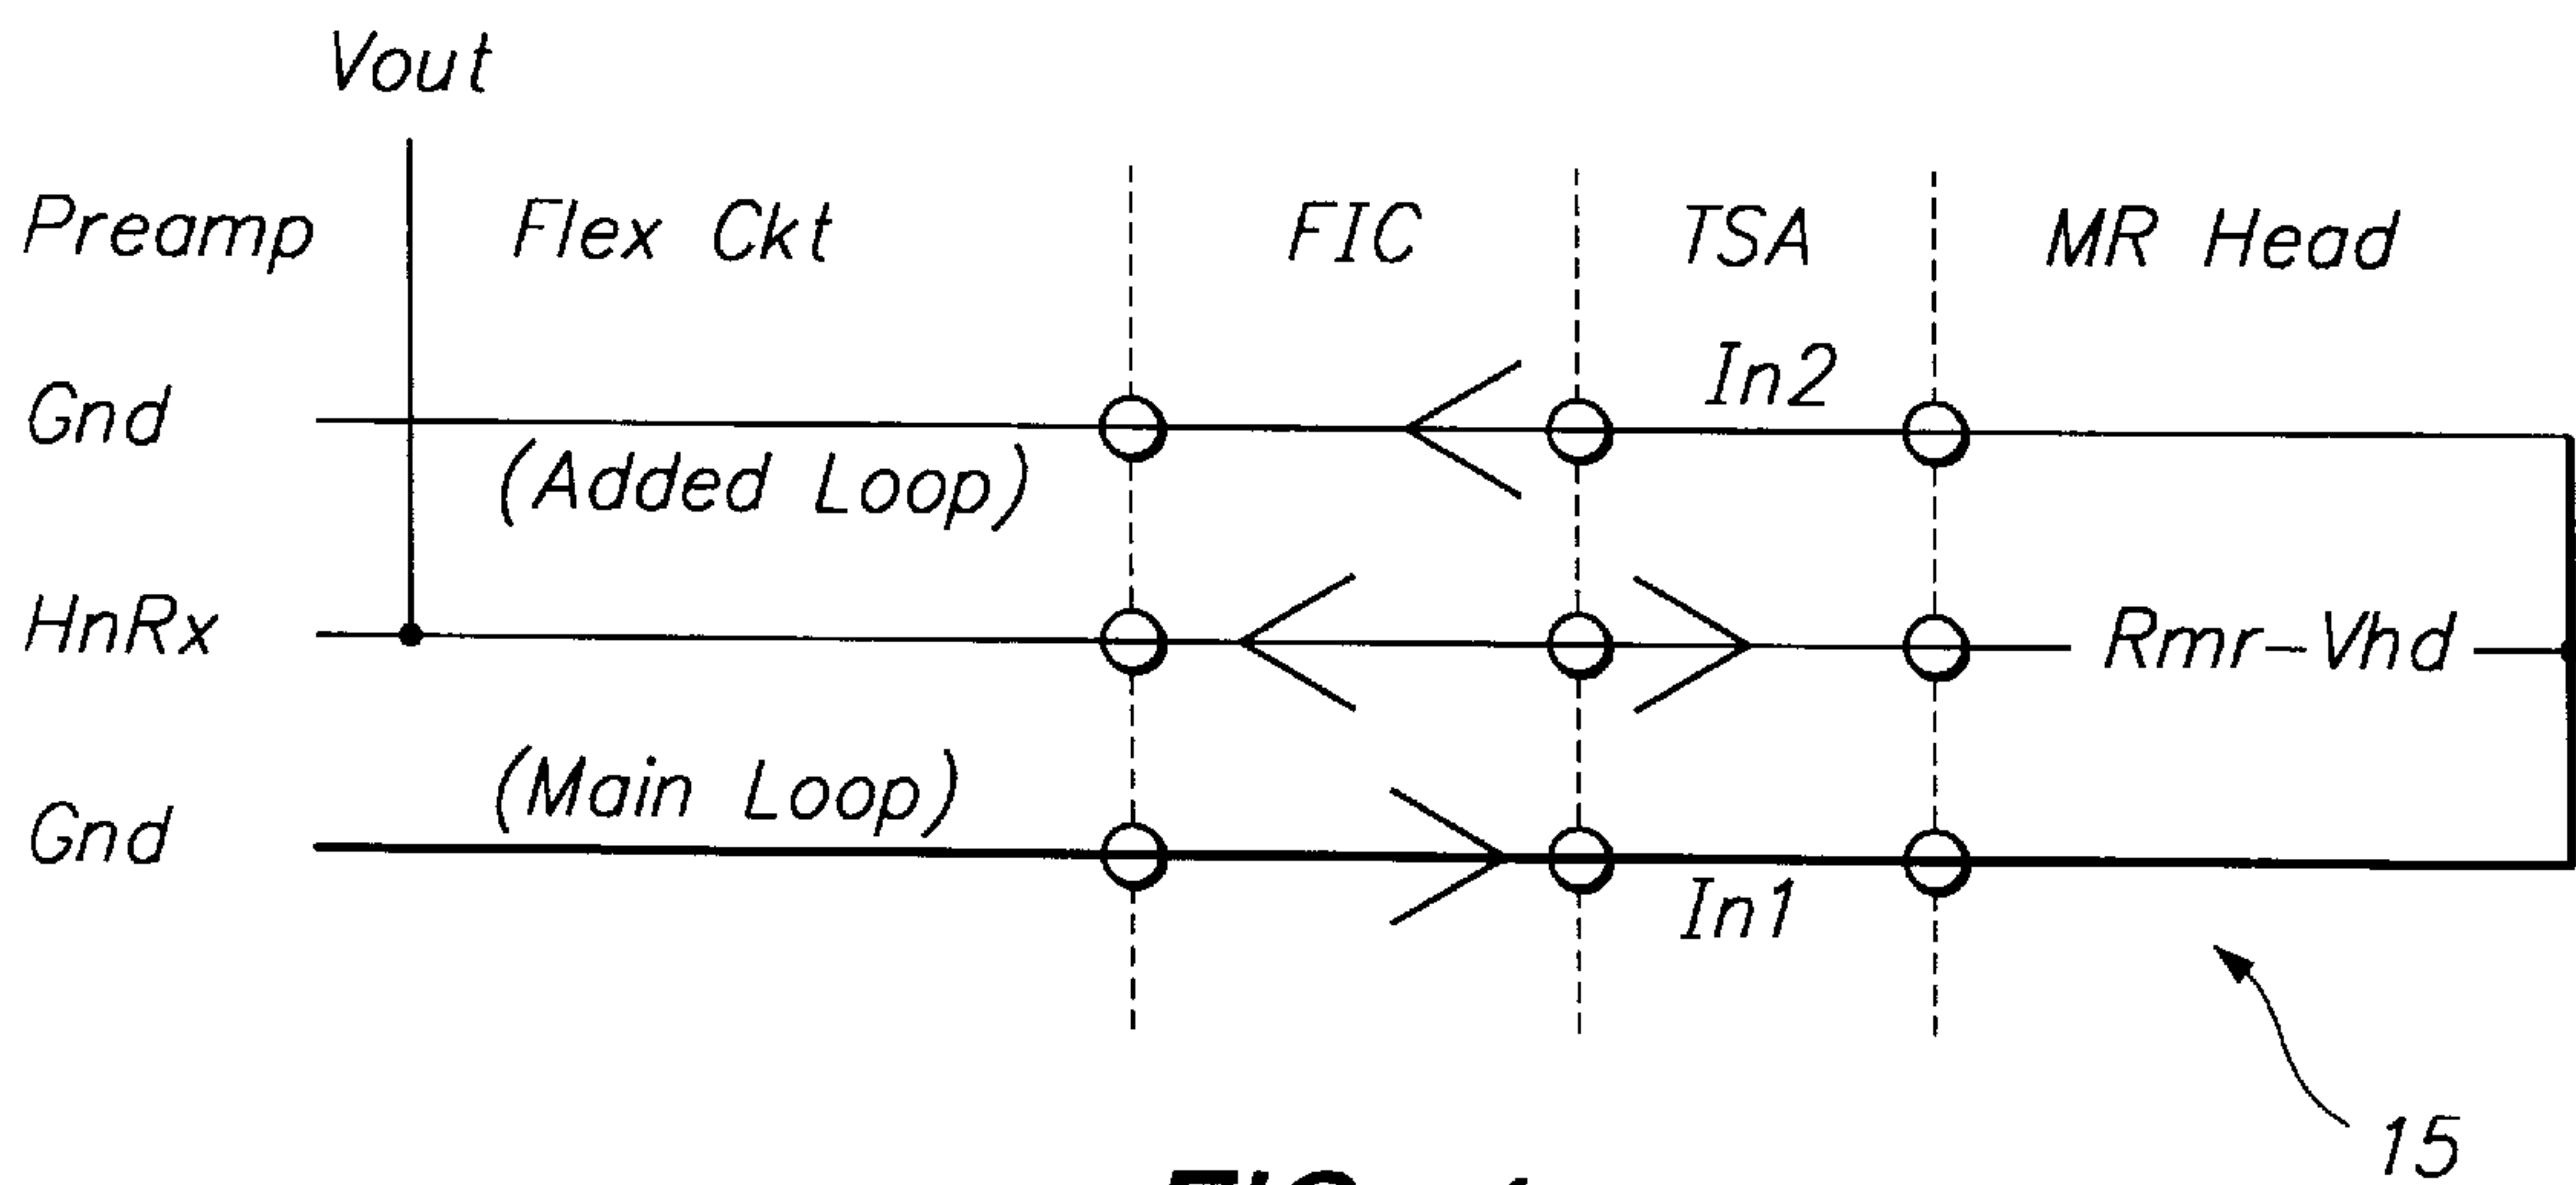 Vout
Preamp Flex Ckt FIC TSA MR Head
In2
Gnd
(Added Loop)
HnRx Rmr-Vhd
(Main Loop)
Gnd
In1
15